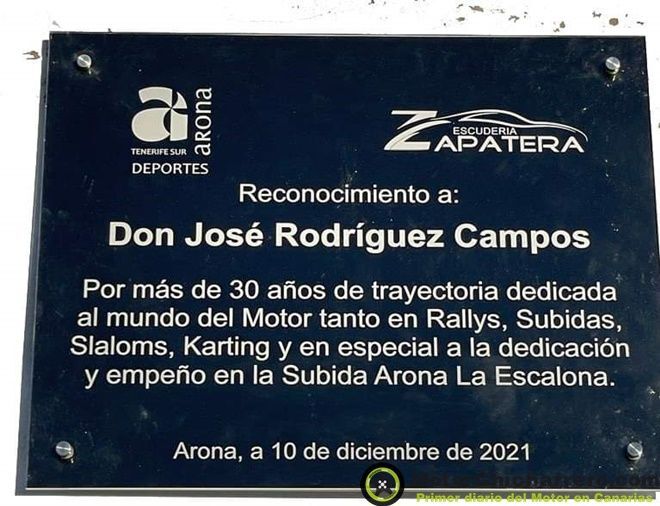 ARONA
TENERIFE SUR
DEPORTES
ESCUDERIA
ZAPATERA
Reconocimiento a:
Don José Rodríguez Campos
Por más de 30 años de trayectoria dedicada
al mundo del Motor tanto en Rallys, Subidas,
Slaloms, Karting y en especial a la dedicación
y empeño en la Subida Arona La Escalona.
Arona, a 10 de diciembre de 2021
Primer diario del Motor en Canarias